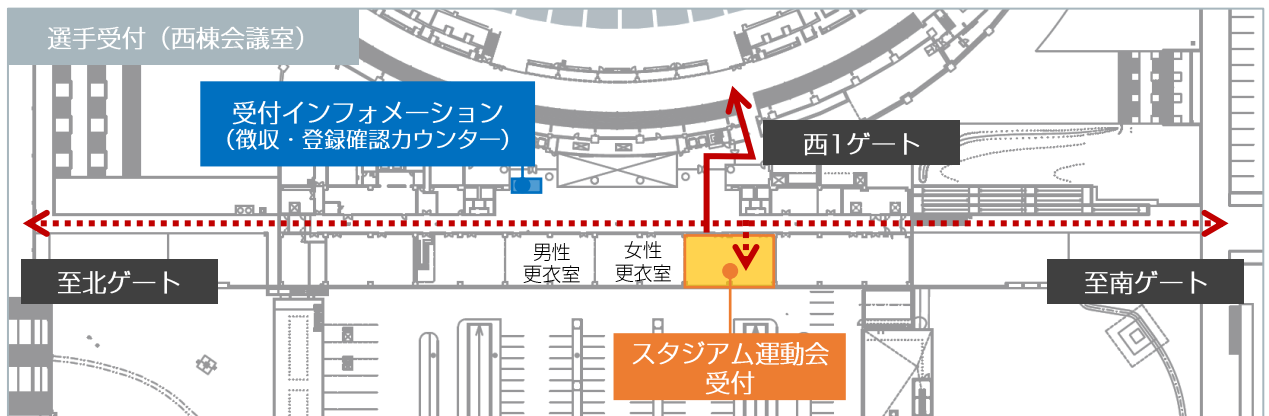 選手受付（西棟会議室）
受付インフォメーション
（徴収・登録確認カウンター）
西1ゲート
男性
更衣室
女性
更衣室
至北ゲート
至南ゲート
スタジアム運動会
受付